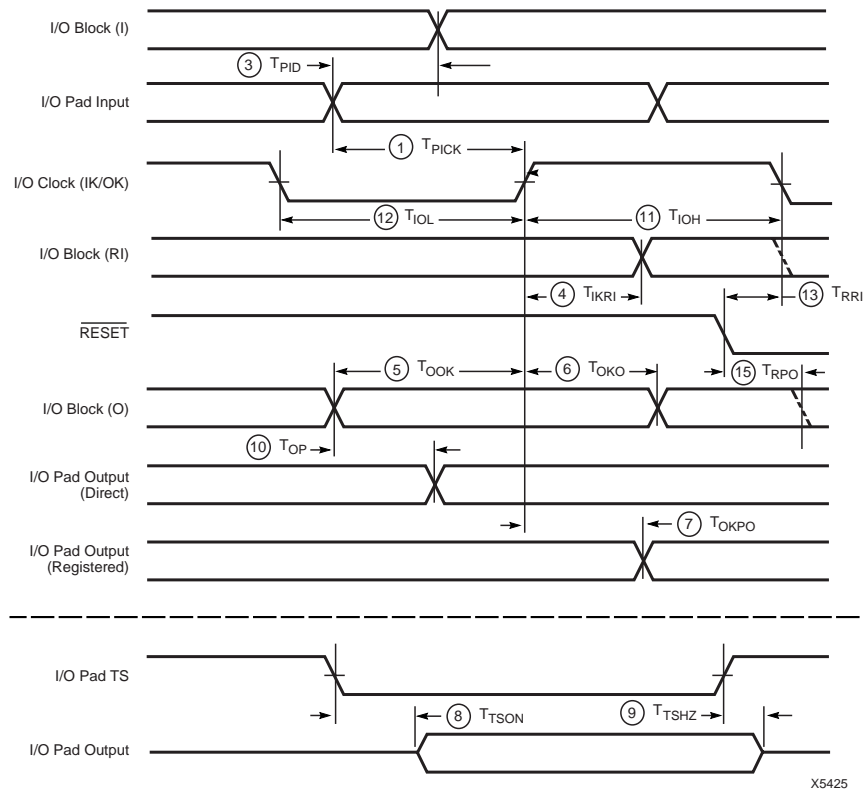 I/O Block (I)
3 TPID
I/O Pad Input
1 TPICK
I/O Clock (IK/OK)
12 TIOL
11 TIOH
I/O Block (RI)
4 TIKRI
13 TRRI
RESET
5 TOOK
6 TOKO
15 TRPO
I/O Block (O)
10 TOP
I/O Pad Output
(Direct)
7 TOKPO
I/O Pad Output
(Registered)
I/O Pad TS
8 TTSON
9 TTSHZ
I/O Pad Output
X5425